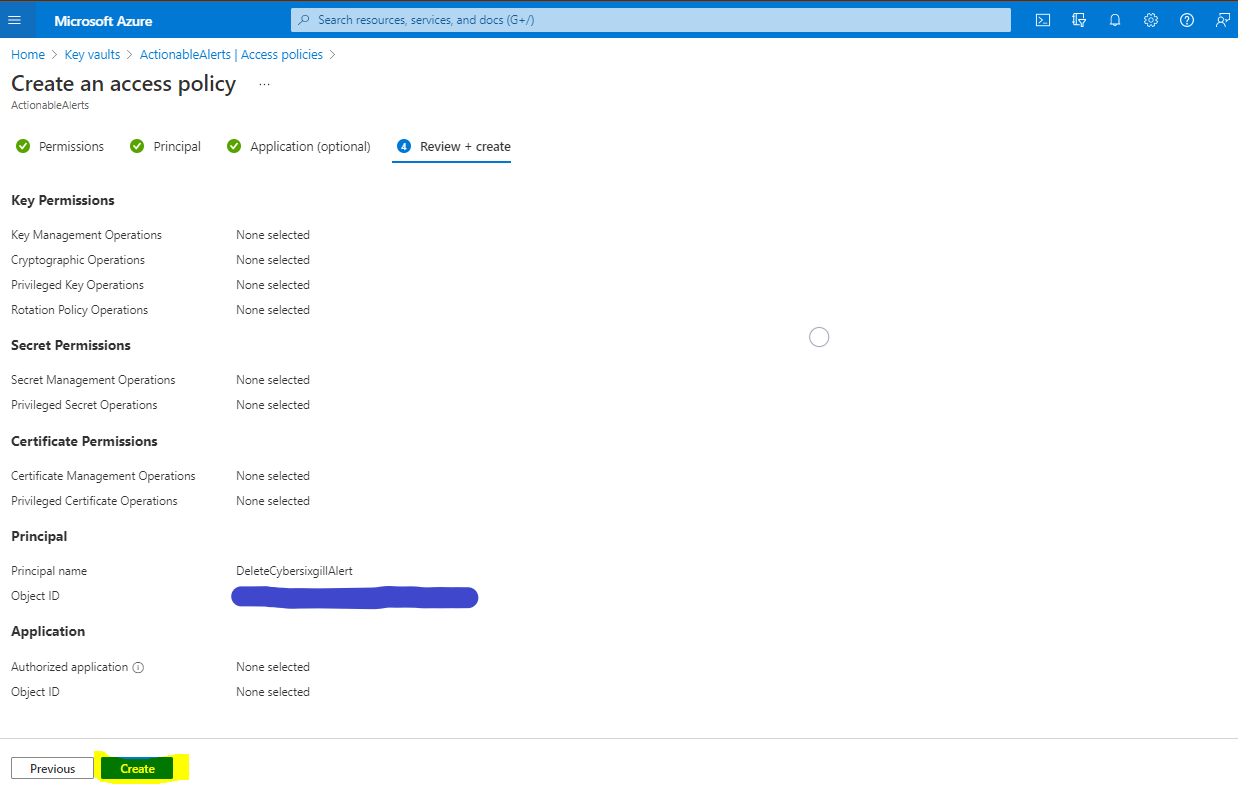 Microsoft Azure
Search resources, services, and docs (G+/)
Home > Key vaults > ActionableAlerts | Access policies >
Create an access policy ...
ActionableAlerts
Permissions Principal Application (optional) 4 Review + create
Key Permissions
Key Management Operations None selected
Cryptographic Operations None selected
Privileged Key Operations None selected
Rotation Policy Operations None selected
Secret Permissions
Secret Management Operations None selected
Privileged Secret Operations None selected
Certificate Permissions
Certificate Management Operations None selected
Privileged Certificate Operations None selected
Principal
Principal name DeleteCybersixgillAlert
Object ID
Application
Authorized application None selected
Object ID None selected
Previous Create